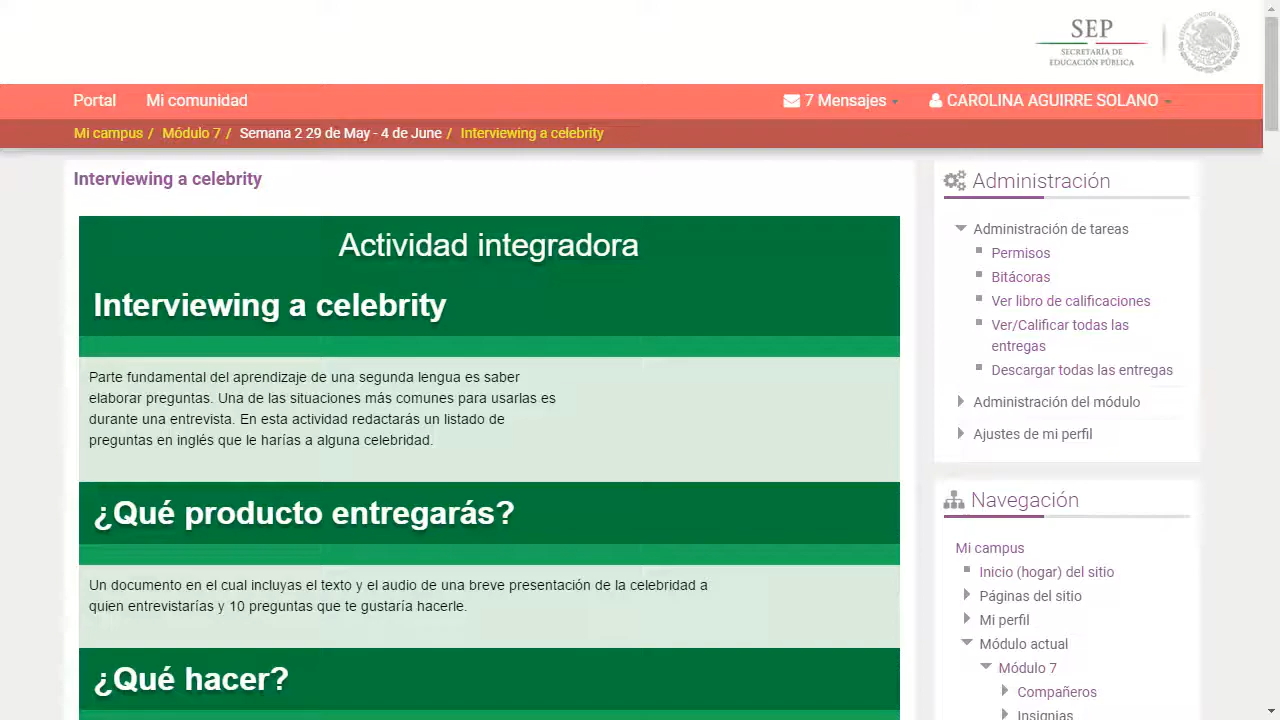 SEP
SECRETARÍA DE
EDUCACIÓN PÚBLICA
Portal
Mi comunidad
7 Mensajes
CAROLINA AGUIRRE SOLANO
Mi campus / Módulo 7 / Semana 2 29 de May - 4 de June / Interviewing a celebrity
Interviewing a celebrity
Actividad integradora
Interviewing a celebrity
Parte fundamental del aprendizaje de una segunda lengua es saber
elaborar preguntas. Una de las situaciones más comunes para usarlas es
durante una entrevista. En esta actividad redactarás un listado de
preguntas en inglés que le harías a alguna celebridad.
¿Qué producto entregarás?
Un documento en el cual incluyas el texto y el audio de una breve presentación de la celebridad a
quien entrevistarías y 10 preguntas que te gustaría hacerle.
¿Qué hacer?
Administración
Administración de tareas
Permisos
Bitácoras
Ver libro de calificaciones
Ver/Calificar todas las
entregas
Descargar todas las entregas
Administración del módulo
Ajustes de mi perfil
Navegación
Mi campus
Inicio (hogar) del sitio
Páginas del sitio
Mi perfil
Módulo actual
Módulo 7
Compañeros
Insignias